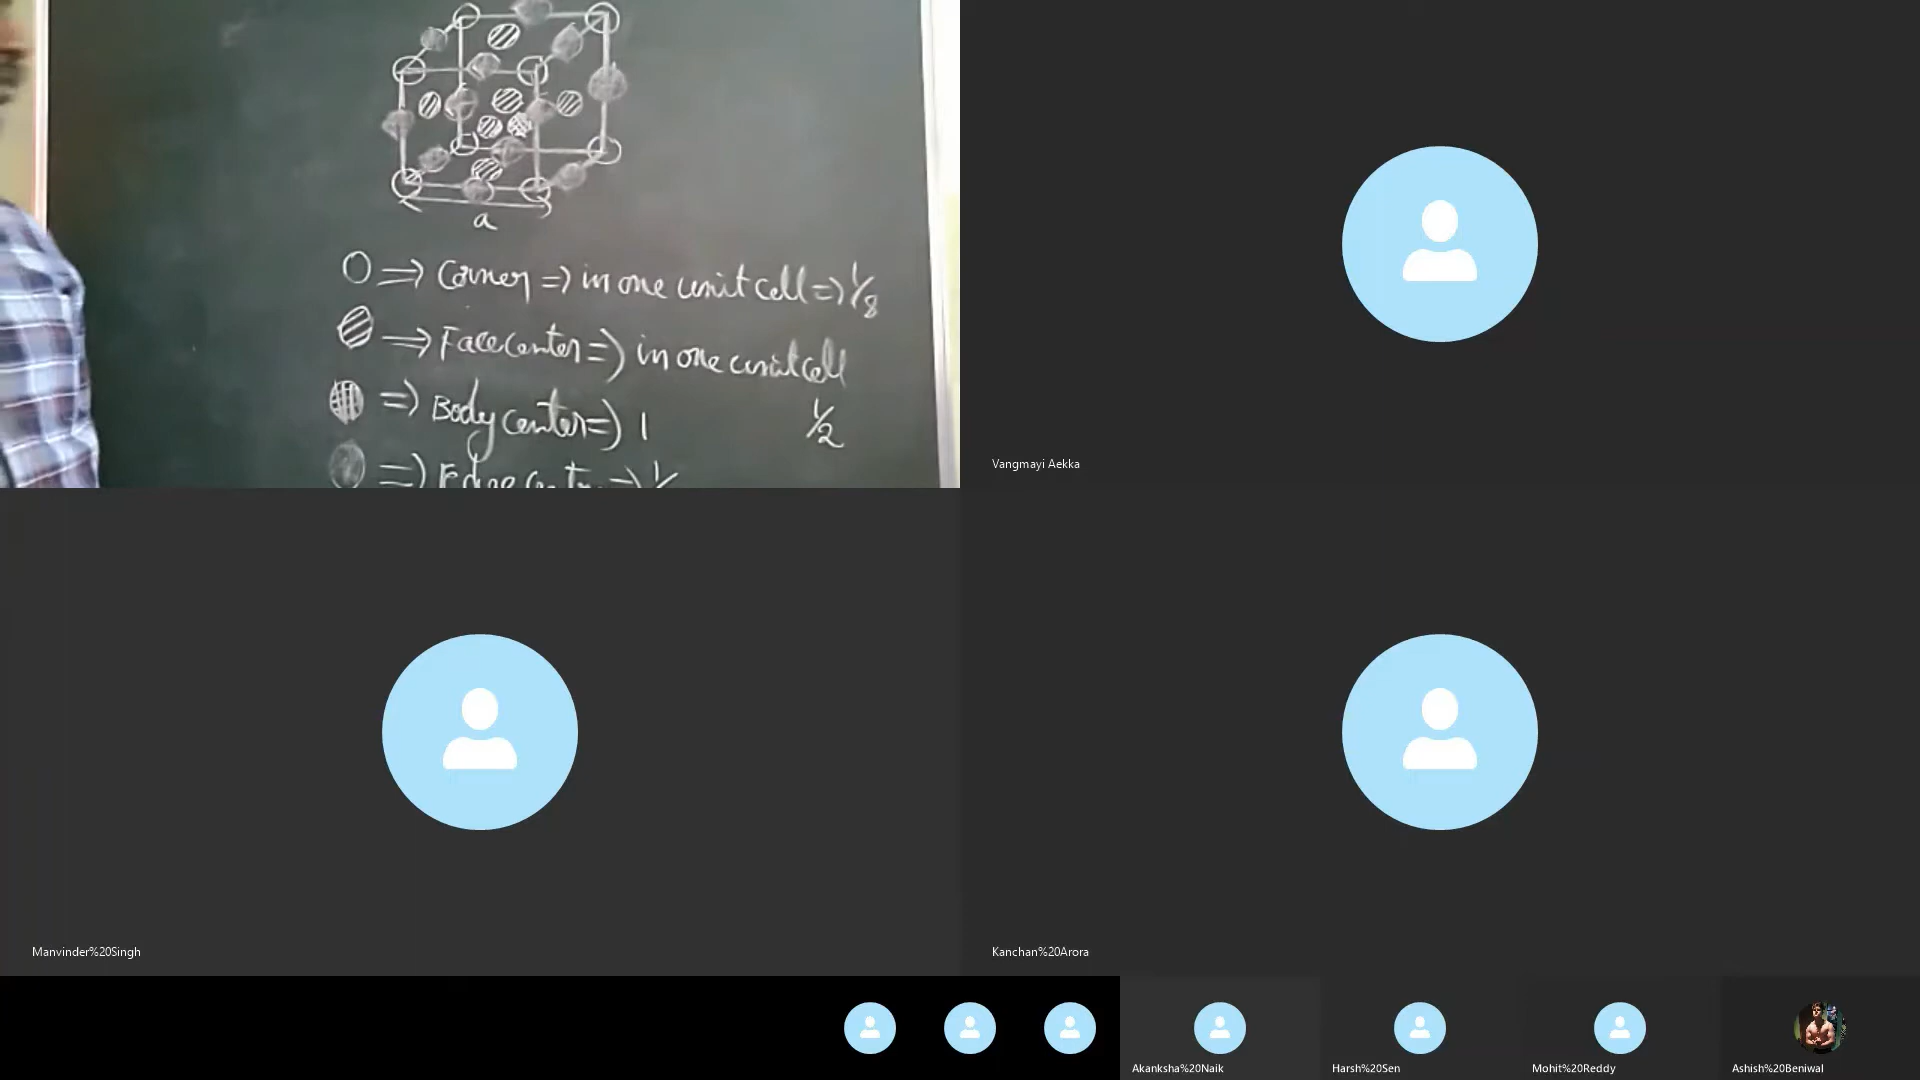 a
O ⇒ Corner ⇒ in one unit cell ⇒ 1/8
⇒ Face Center ⇒ in one unit cell
1/2
⇒ Body center ⇒ 1
⇒ Edge
Vangmayi Aekka
Manvinder%20Singh
Kanchan%20Arora
Akanksha%20Naik
Harsh%20Sen
Mohit%20Reddy
Ashish%20Beniwal